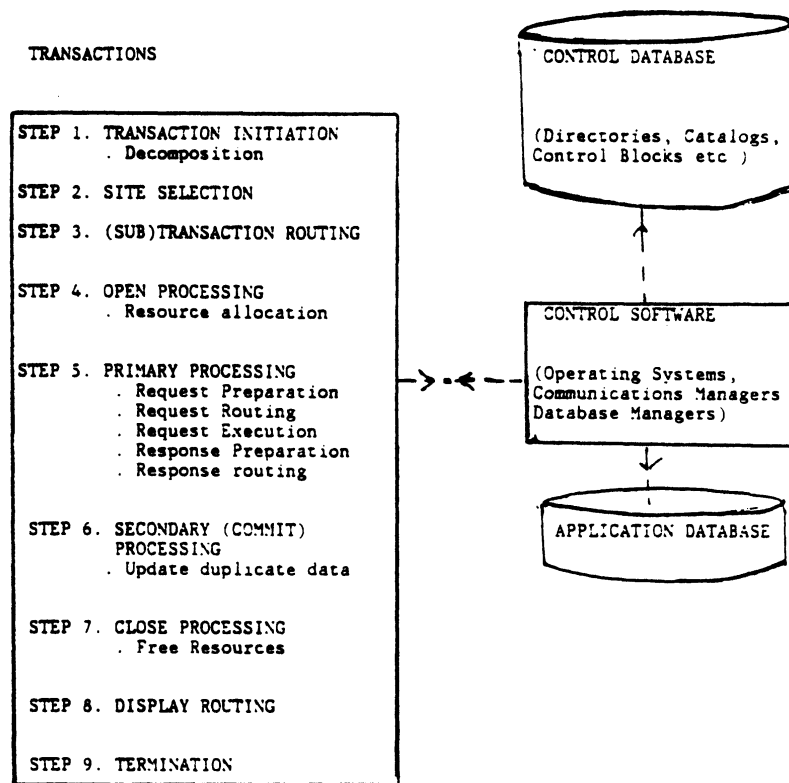 TRANSACTIONS
STEP 1. TRANSACTION INITIATION
. Decomposition
STEP 2. SITE SELECTION
STEP 3. (SUB)TRANSACTION ROUTING
STEP 4. OPEN PROCESSING
. Resource allocation
STEP 5. PRIMARY PROCESSING
. Request Preparation
. Request Routing
. Request Execution
. Response Preparation
. Response routing
STEP 6. SECONDARY (COMMIT)
PROCESSING
. Update duplicate data
STEP 7. CLOSE PROCESSING
. Free Resources
STEP 8. DISPLAY ROUTING
STEP 9. TERMINATION
CONTROL DATABASE
(Directories, Catalogs,
Control Blocks etc )
CONTROL SOFTWARE
(Operating Systems,
Communications Managers
Database Managers)
APPLICATION DATABASE